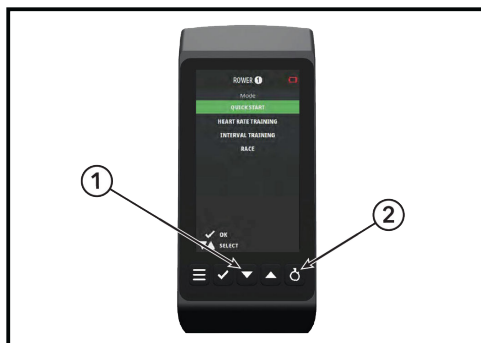 ROWER 1
Mode
QUICKSTART
HEART RATE TRAINING
INTERVAL TRAINING
RACE
1
2
OK
SELECT